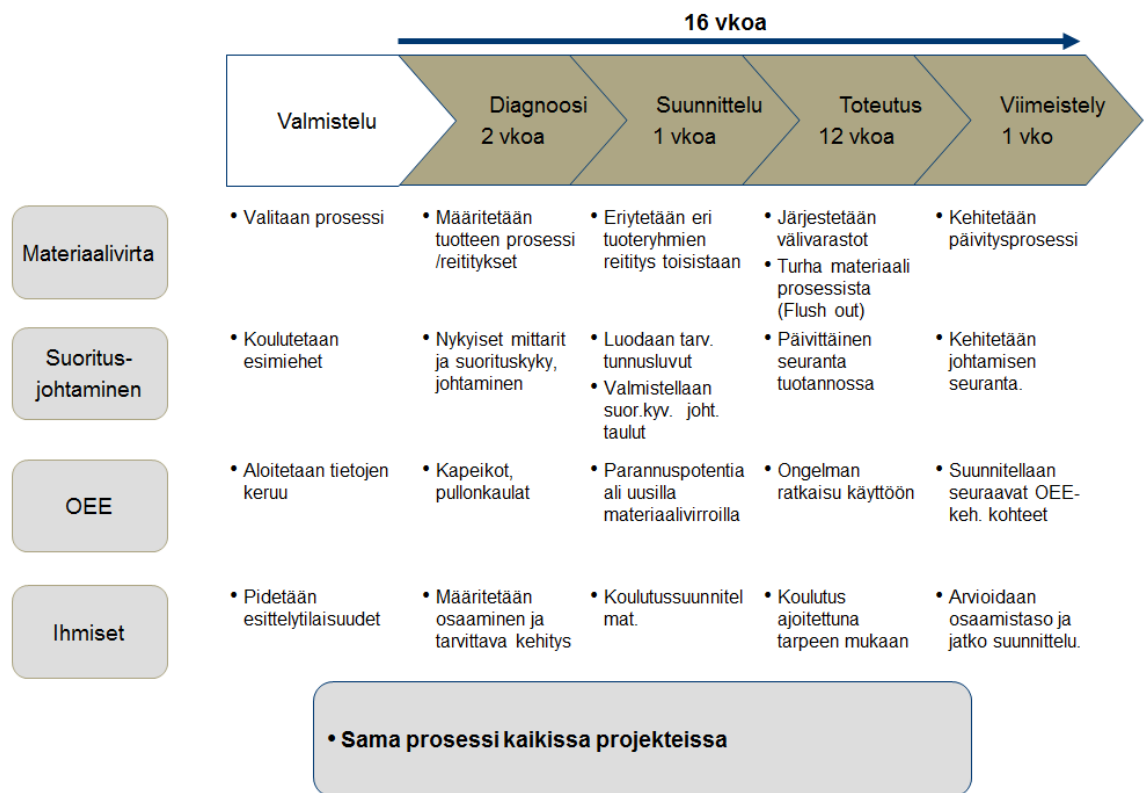 16 vkoa
Valmistelu
Diagnoosi
2 vkoa
Suunnittelu
1 vkoa
Toteutus
12 vkoa
Viimeistely
1 vko
Materiaalivirta
• Valitaan prosessi
• Määritetään
tuotteen prosessi
/reititykset
• Eriytetään eri
tuoteryhmien
reititys toisistaan
• Järjestetään
välivarastot
• Turha materiaali
prosessista
(Flush out)
• Kehitetään
päivitysprosessi
Suoritus-
johtaminen
• Koulutetaan
esimiehet
• Nykyiset mittarit
ja suorituskyky,
johtaminen
• Luodaan tarv.
tunnusluvut
• Valmistellaan
suor.kyv. joht.
taulut
• Päivittäinen
seuranta
tuotannossa
• Kehitetään
johtamisen
seuranta.
OEE
• Aloitetaan tietojen
keruu
• Kapeikot,
pullonkaulat
• Parannuspotentia
ali uusilla
materiaalivirroilla
• Ongelman
ratkaisu käyttöön
• Suunnitellaan
seuraavat OEE-
keh. kohteet
Ihmiset
• Pidetään
esittelytilaisuudet
• Määritetään
osaaminen ja
tarvittava kehitys
• Koulutussuunnitel
mat.
• Koulutus
ajoitettuna
tarpeen mukaan
• Arvioidaan
osaamistaso ja
jatko suunnittelu.
• Sama prosessi kaikissa projekteissa